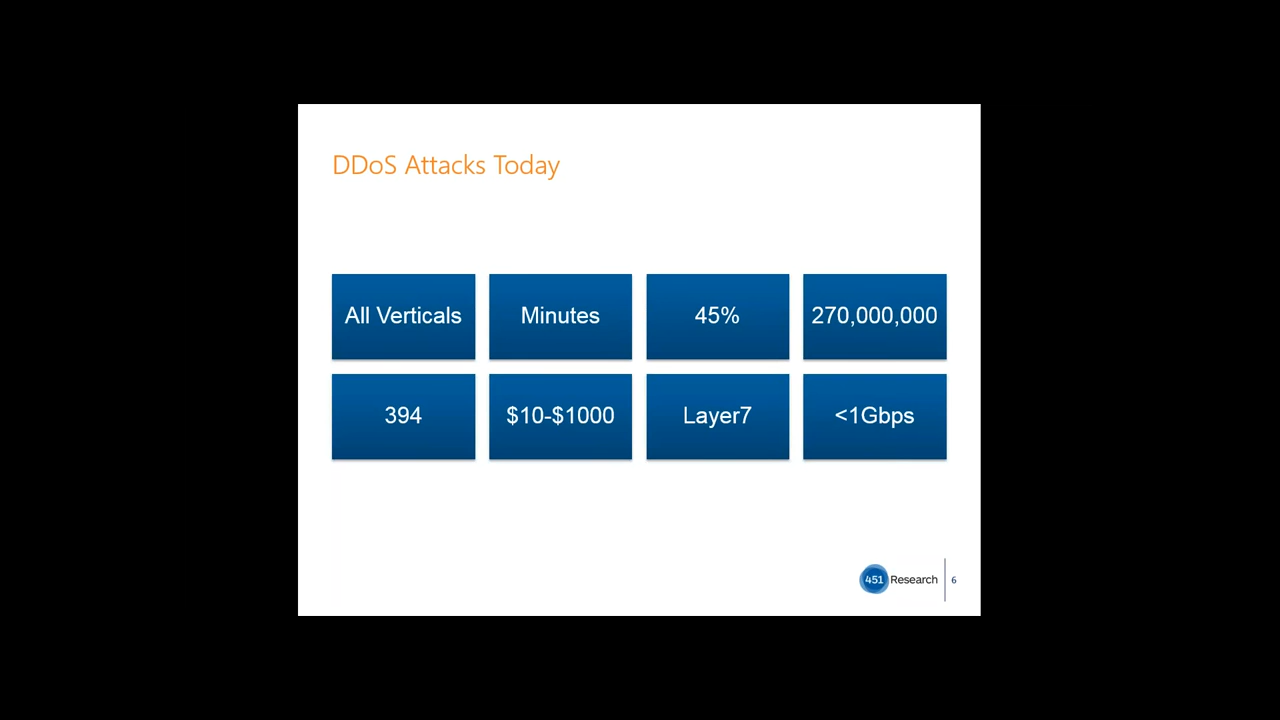 DDoS Attacks Today
All Verticals
Minutes
45%
270,000,000
394
$10-$1000
Layer7
<1Gbps
451 Research
6